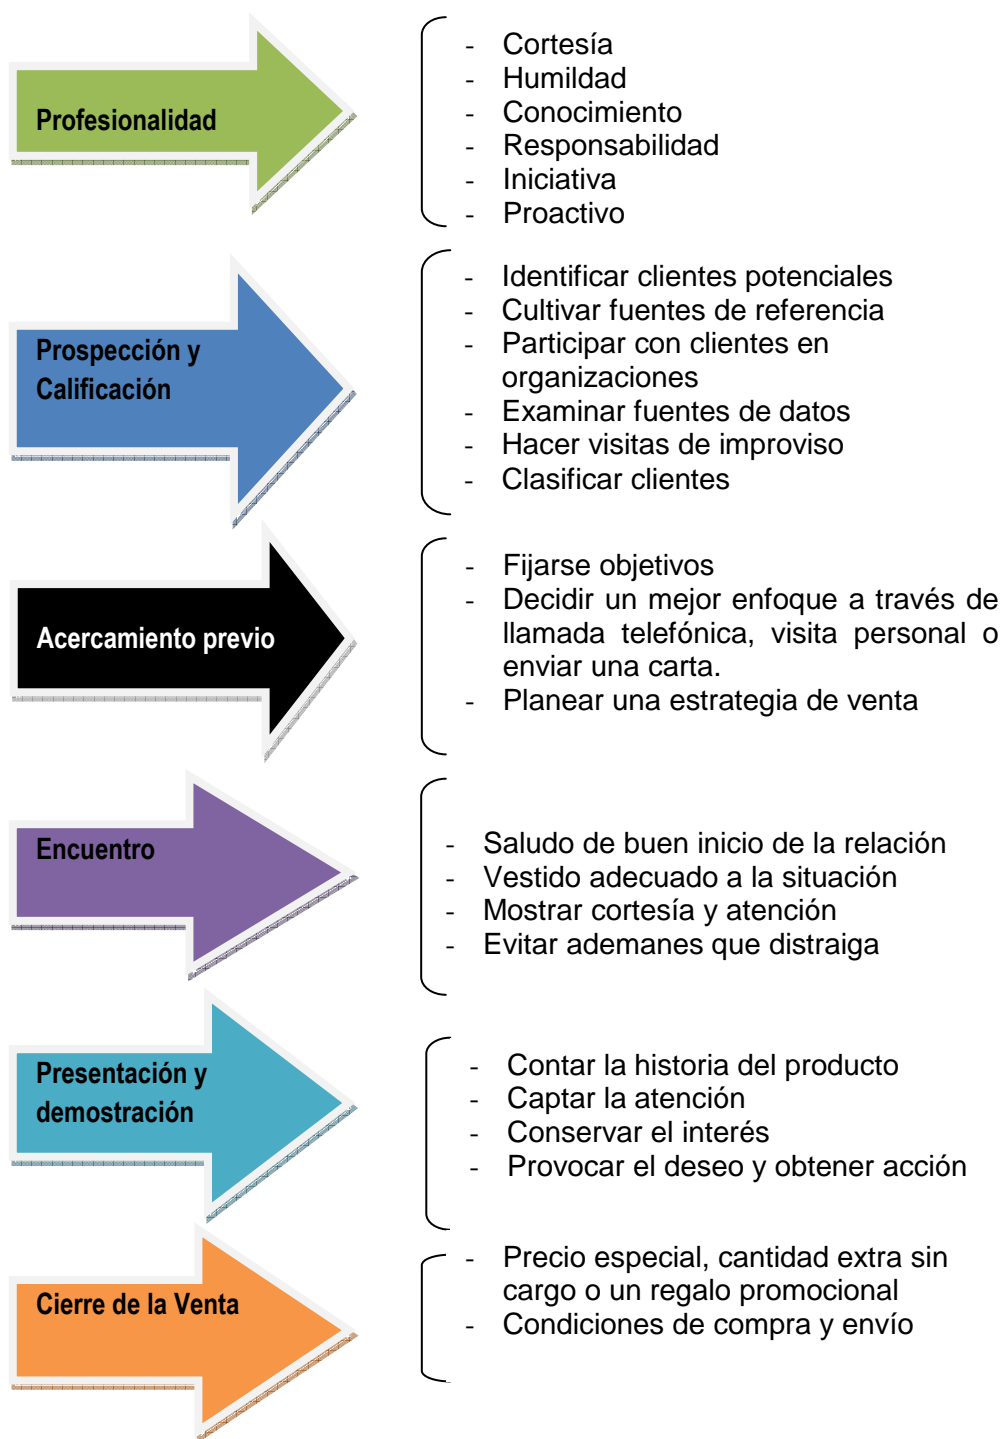 Profesionalidad
- Cortesía
- Humildad
- Conocimiento
- Responsabilidad
- Iniciativa
- Proactivo
Prospección y
Calificación
- Identificar clientes potenciales
- Cultivar fuentes de referencia
- Participar con clientes en
organizaciones
- Examinar fuentes de datos
- Hacer visitas de improviso
- Clasificar clientes
Acercamiento previo
- Fijarse objetivos
- Decidir un mejor enfoque a través de
llamada telefónica, visita personal o
enviar una carta.
- Planear una estrategia de venta
Encuentro
- Saludo de buen inicio de la relación
- Vestido adecuado a la situación
- Mostrar cortesía y atención
- Evitar ademanes que distraiga
Presentación y
demostración
- Contar la historia del producto
- Captar la atención
- Conservar el interés
- Provocar el deseo y obtener acción
Cierre de la Venta
- Precio especial, cantidad extra sin
cargo o un regalo promocional
- Condiciones de compra y envío